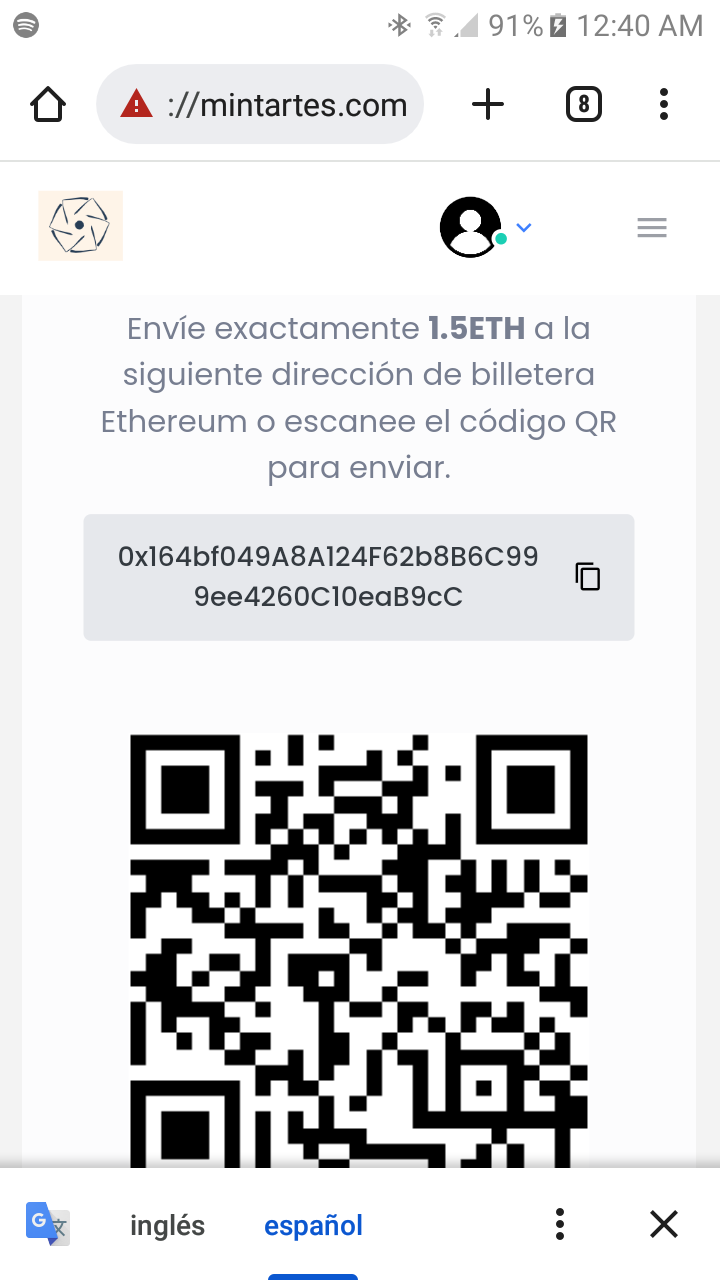 91% 12:40 AM
://mintartes.com
8
Envíe exactamente 1.5ETH a la
siguiente dirección de billetera
Ethereum o escanee el código QR
para enviar.
0x164bf049A8A124F62b8B6C99
9ee4260C10eaB9cC
G 文
inglés español